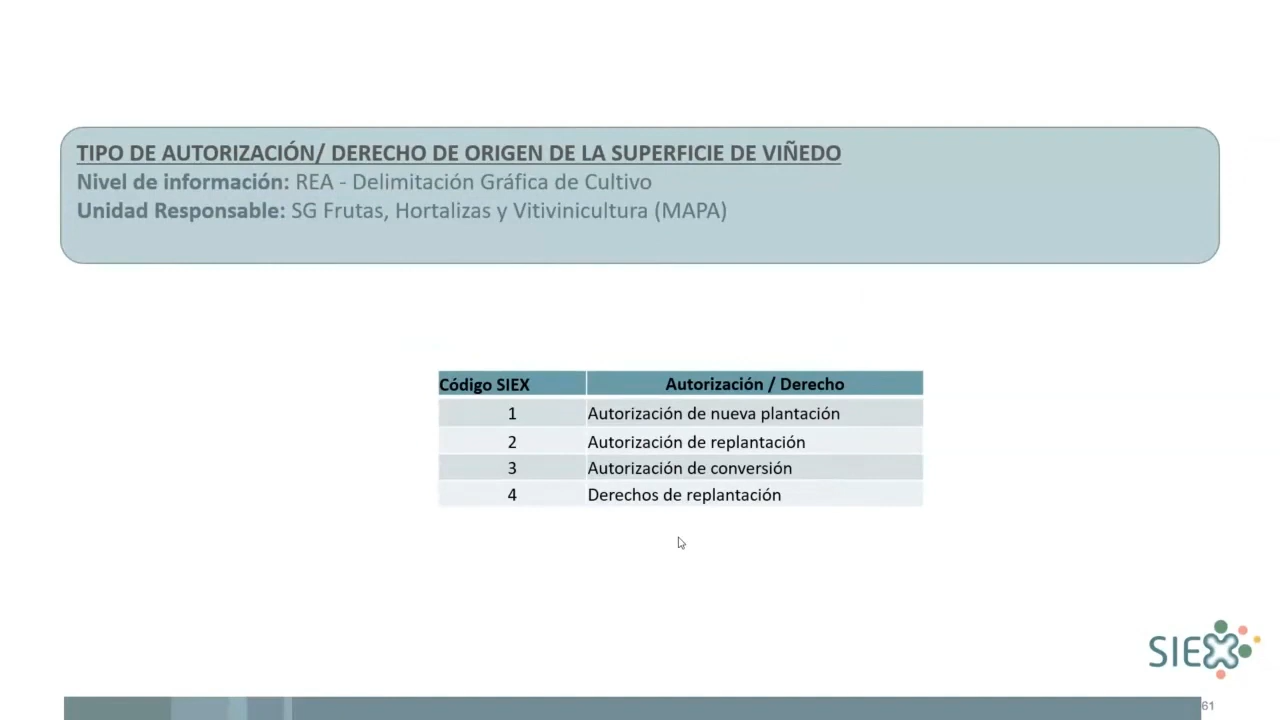 TIPO DE AUTORIZACIÓN/ DERECHO DE ORIGEN DE LA SUPERFICIE DE VIÑEDO
Nivel de información: REA - Delimitación Gráfica de Cultivo
Unidad Responsable: SG Frutas, Hortalizas y Vitivinicultura (MAPA)
Código SIEX Autorización / Derecho
1 Autorización de nueva plantación
2 Autorización de replantación
3 Autorización de conversión
4 Derechos de replantación
SIEX
61